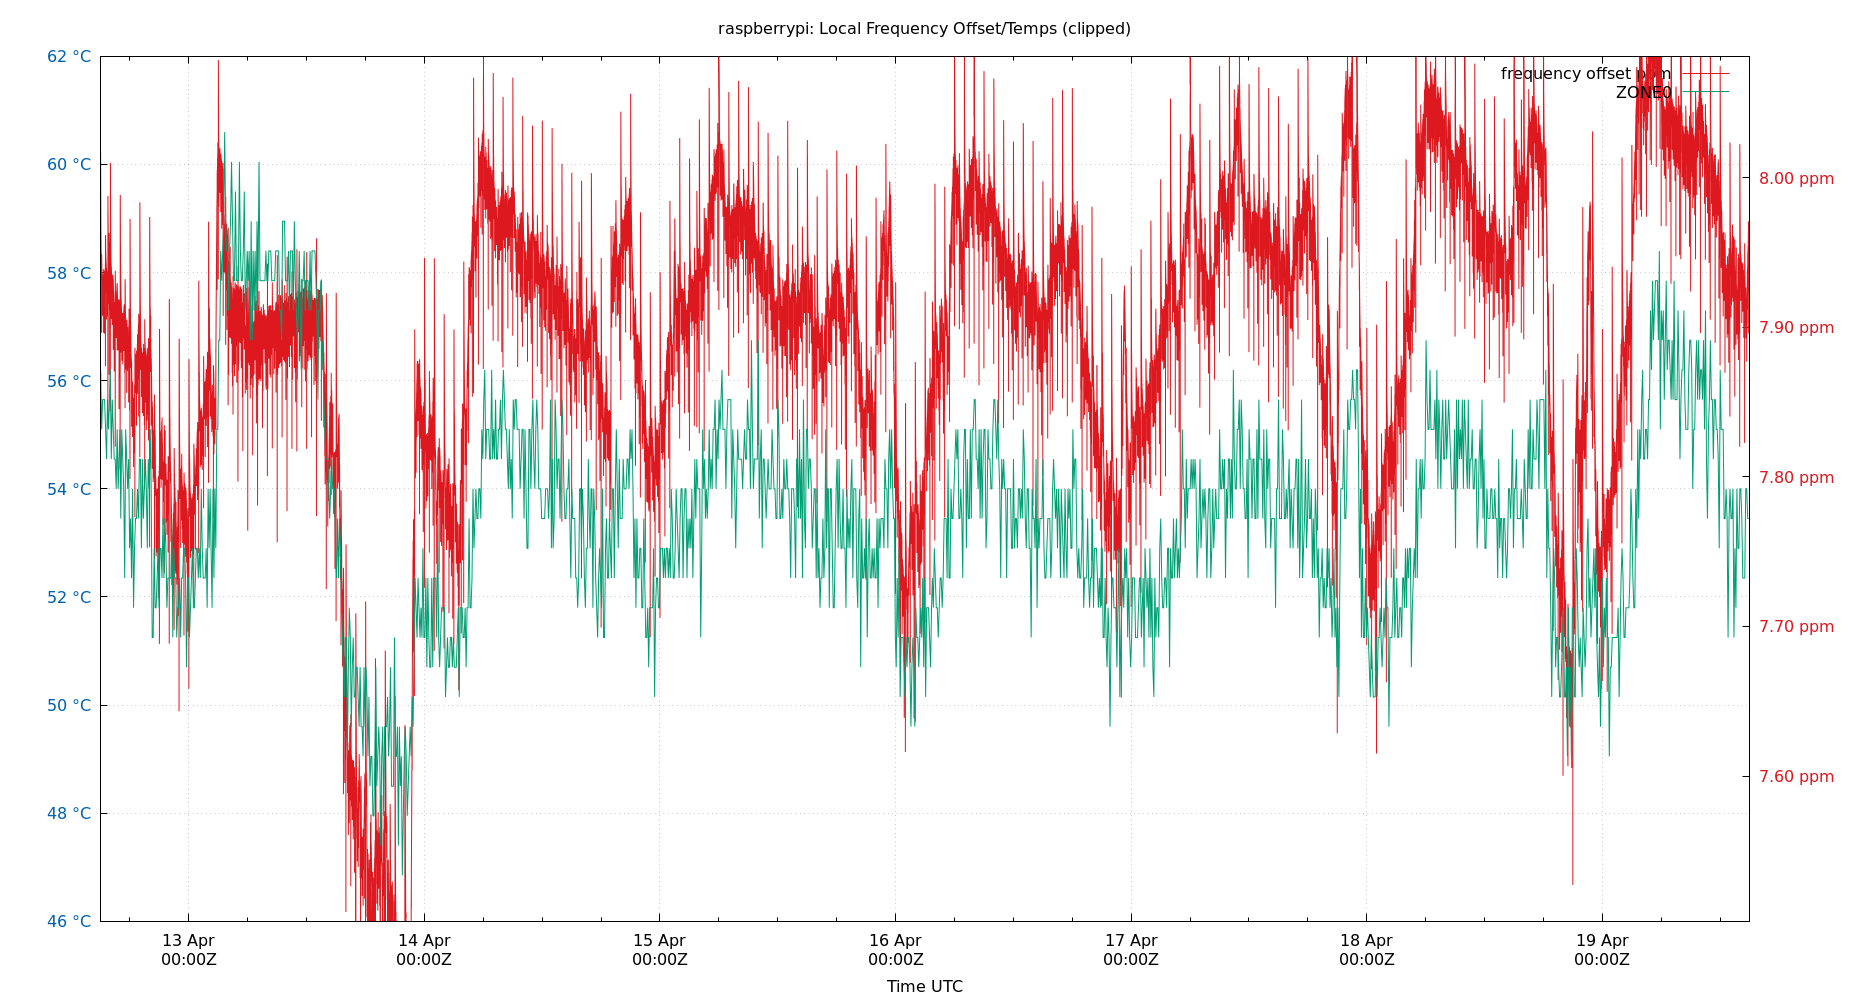 raspberrypi: Local Frequency Offset/Temps (clipped)
62 °C
60 °C
58 °C
56 °C
54 °C
52 °C
50 °C
48 °C
46 °C
frequency offset ppm
ZONE0
8.00 ppm
7.90 ppm
7.80 ppm
7.70 ppm
7.60 ppm
13 Apr
00:00Z
14 Apr
00:00Z
15 Apr
00:00Z
16 Apr
00:00Z
17 Apr
00:00Z
18 Apr
00:00Z
19 Apr
00:00Z
Time UTC